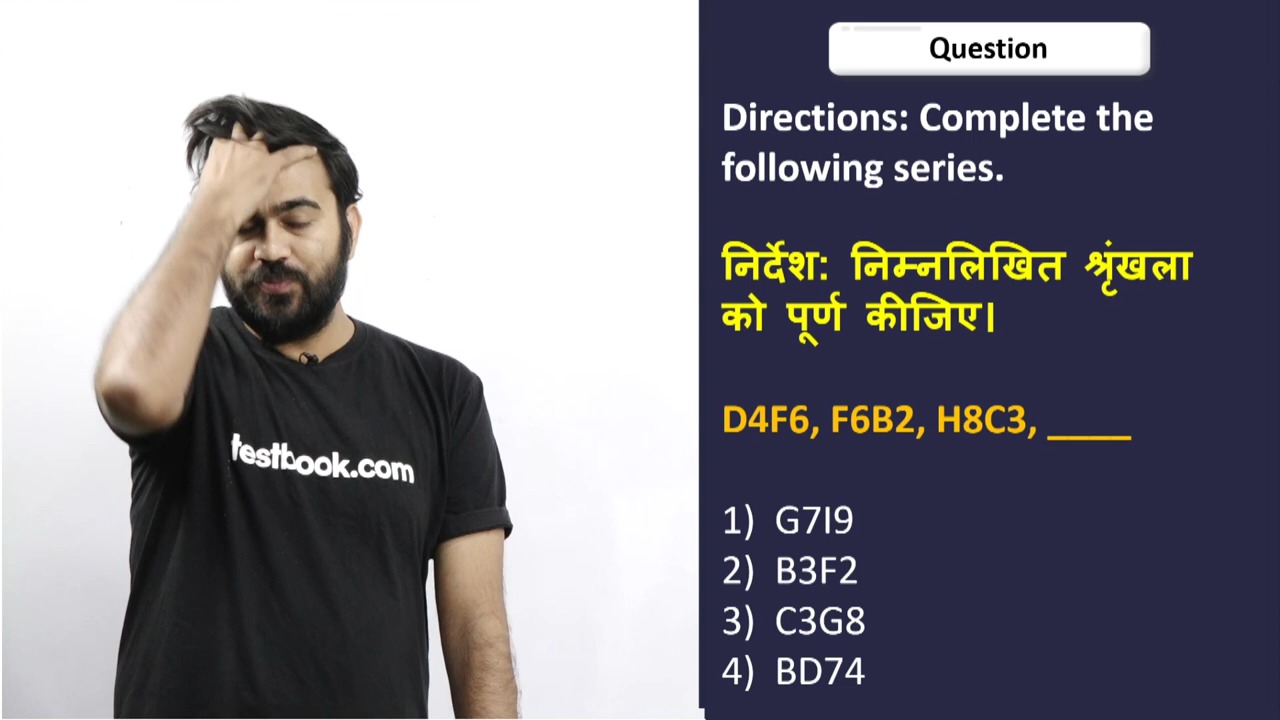 testbook.com
Question
Directions: Complete the
following series.
निर्देश: निम्नलिखित श्रृंखला
को पूर्ण कीजिए।
D4F6, F6B2, H8C3, ____
1) G7I9
2) B3F2
3) C3G8
4) BD74